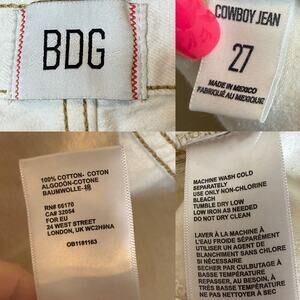 BDG
COWBOY JEAN
27
MADE IN MEXICO
FABRIQUÉ AU MEXIQUE
100% COTTON- COTON
ALGODÓN-COTONE
BAUMWOLLE-棉
RN# 66170
CA# 32054
FOR EU
24 WEST STREET
LONDON, UK WC2H9NA
OB1181163
MACHINE WASH COLD
SEPARATELY
USE ONLY NON-CHLORINE
BLEACH
TUMBLE DRY LOW
LOW IRON AS NEEDED
DO NOT DRY CLEAN
LAVER À LA MACHINE À
L'EAU FROIDE SÉPARÉMENT
UTILISER UN AGENT DE
BLANCHIMENT SANS CHLORE
SI NÉCESSAIRE
SÉCHER PAR CULBUTAGE À
BASSE TEMPÉRATURE
REPASSER, AU BESOIN, À
BASSE TEMPÉRATURE
NE PAS NETTOYER À SEC